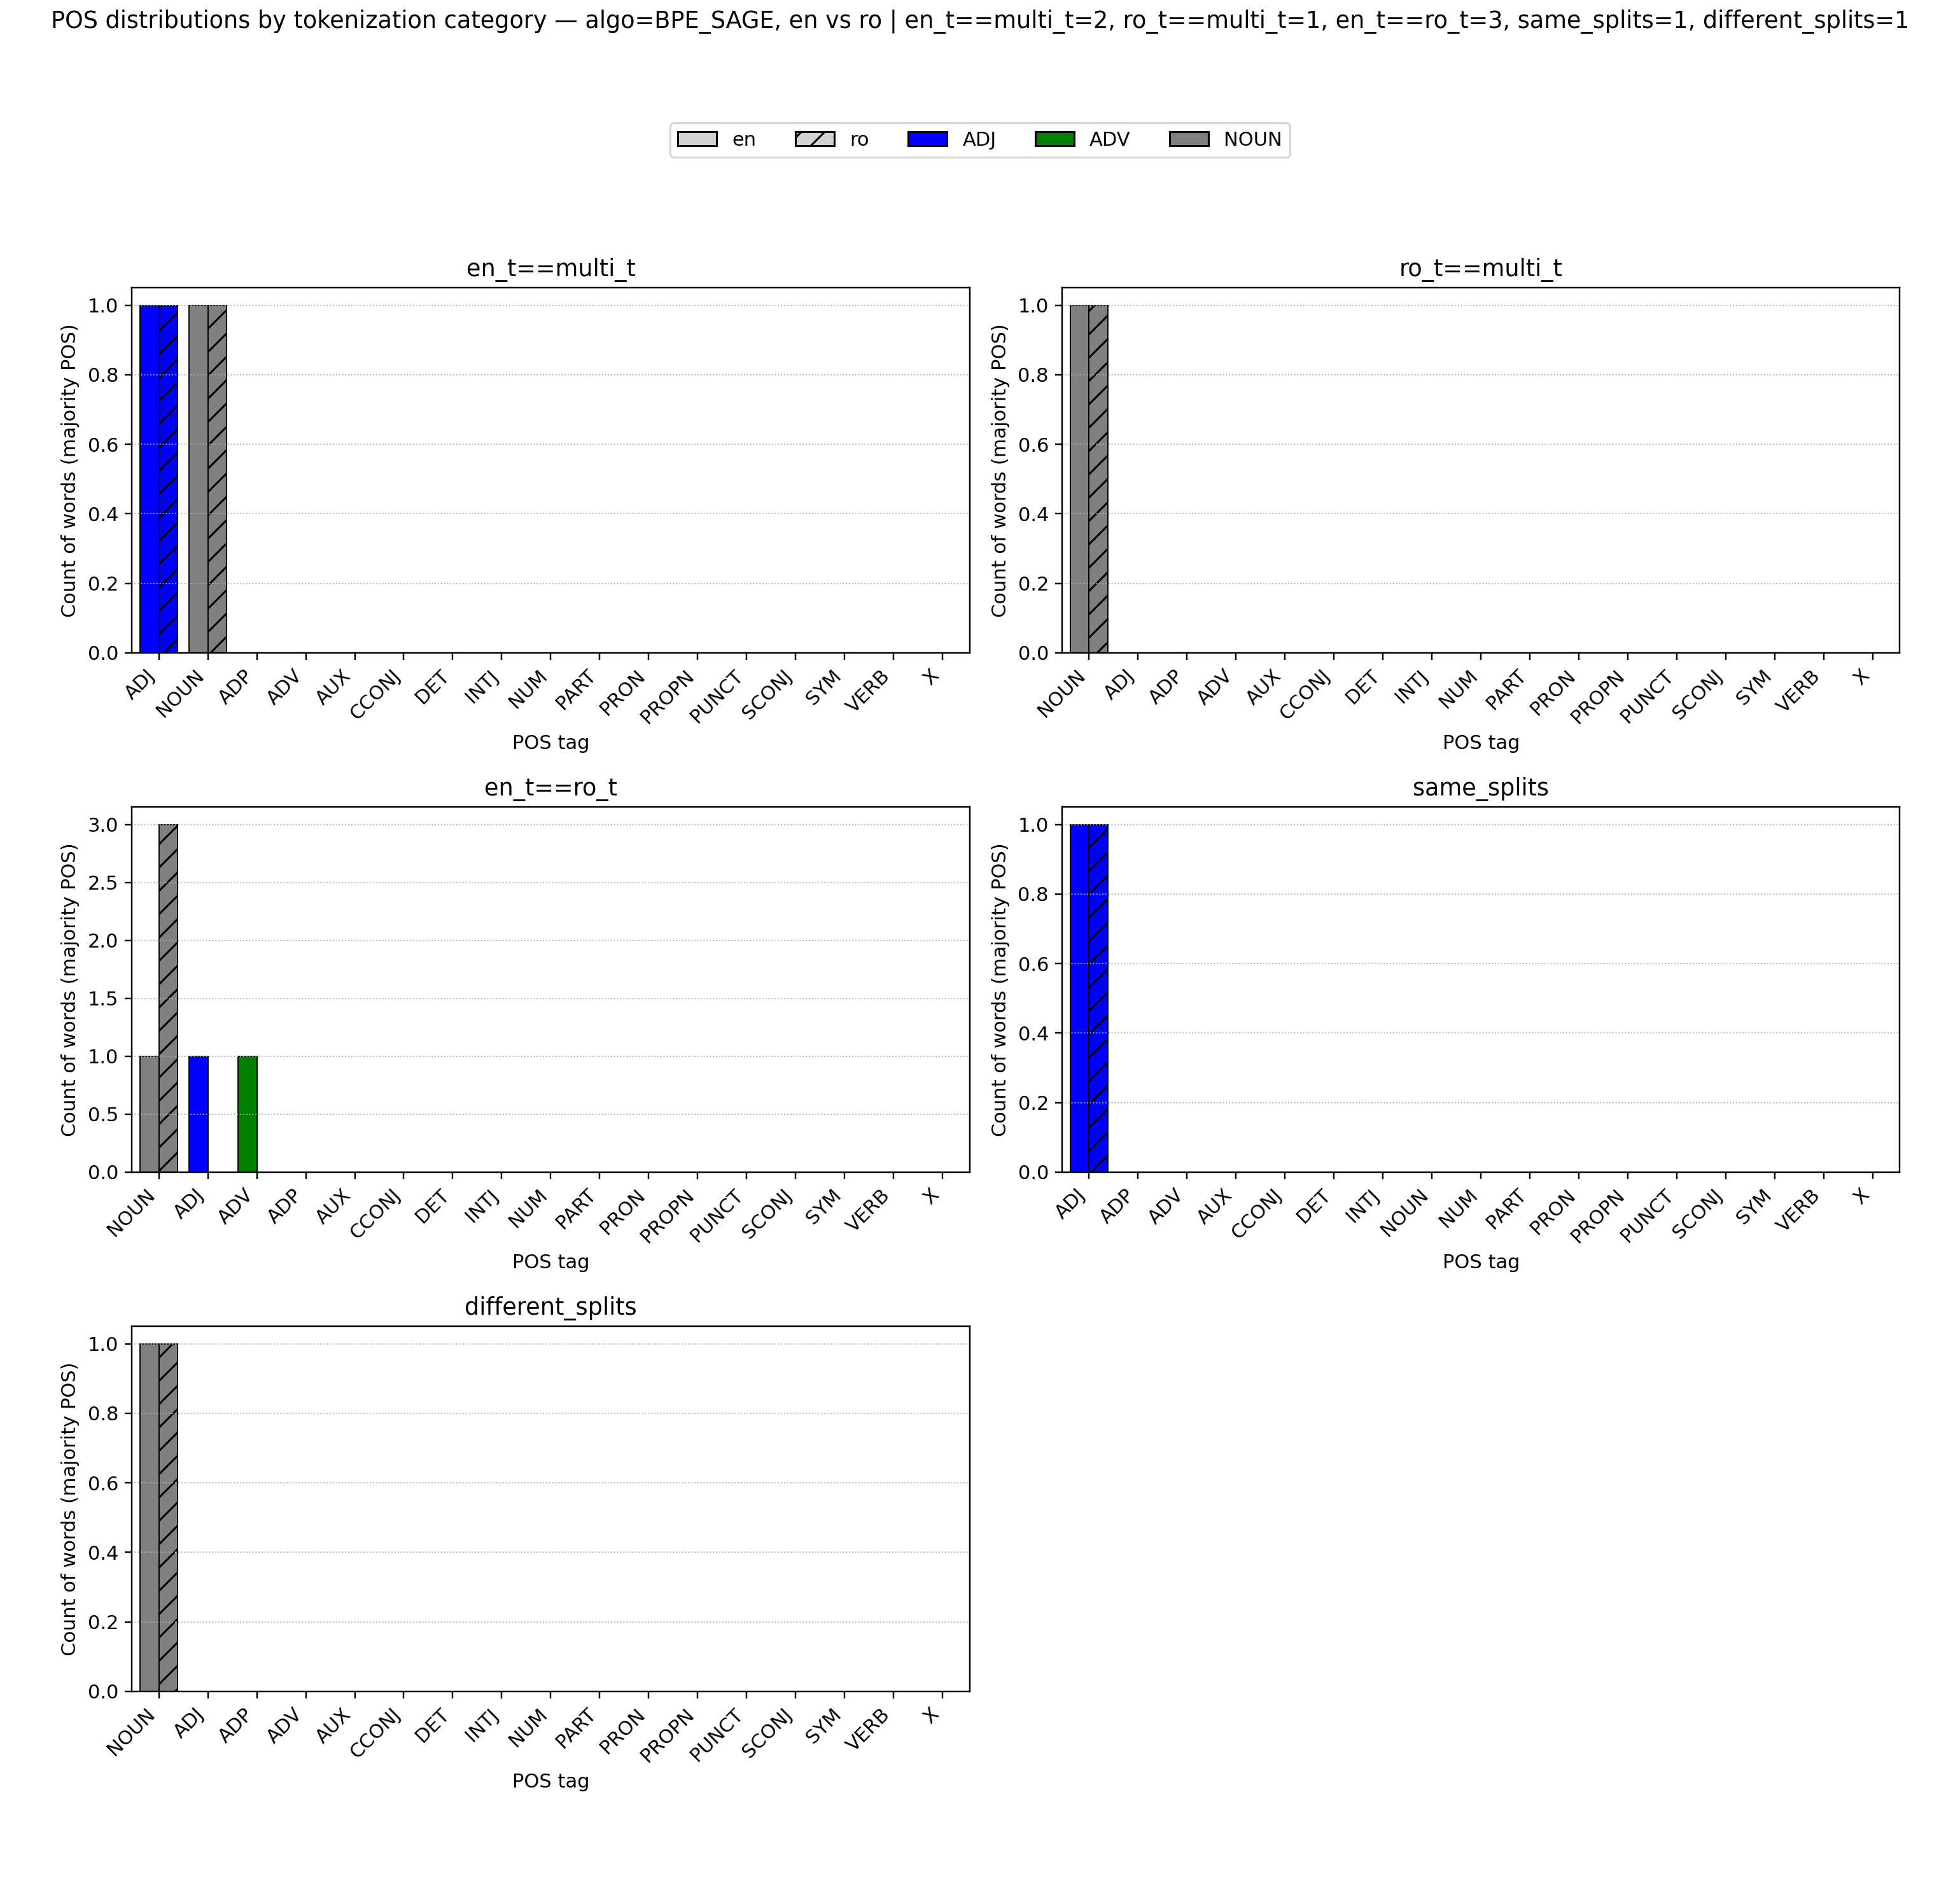 POS distributions by tokenization category — algo=BPE_SAGE, en vs ro | en_t==multi_t=2, ro_t==multi_t=1, en_t==ro_t=3, same_splits=1, different_splits=1
en ro ADJ ADV NOUN
en_t==multi_t
Count of words (majority POS)
1.0
0.8
0.6
0.4
0.2
0.0
ADJ NOUN ADP ADV AUX CCONJ DET INTJ NUM PART PRON PROPN PUNCT SCONJ SYM VERB X
POS tag
ro_t==multi_t
Count of words (majority POS)
1.0
0.8
0.6
0.4
0.2
0.0
NOUN ADJ ADP ADV AUX CCONJ DET INTJ NUM PART PRON PROPN PUNCT SCONJ SYM VERB X
POS tag
en_t==ro_t
Count of words (majority POS)
3.0
2.5
2.0
1.5
1.0
0.5
0.0
NOUN ADJ ADV ADP AUX CCONJ DET INTJ NUM PART PRON PROPN PUNCT SCONJ SYM VERB X
POS tag
same_splits
Count of words (majority POS)
1.0
0.8
0.6
0.4
0.2
0.0
ADJ ADP ADV AUX CCONJ DET INTJ NOUN NUM PART PRON PROPN PUNCT SCONJ SYM VERB X
POS tag
different_splits
Count of words (majority POS)
1.0
0.8
0.6
0.4
0.2
0.0
NOUN ADJ ADP ADV AUX CCONJ DET INTJ NUM PART PRON PROPN PUNCT SCONJ SYM VERB X
POS tag